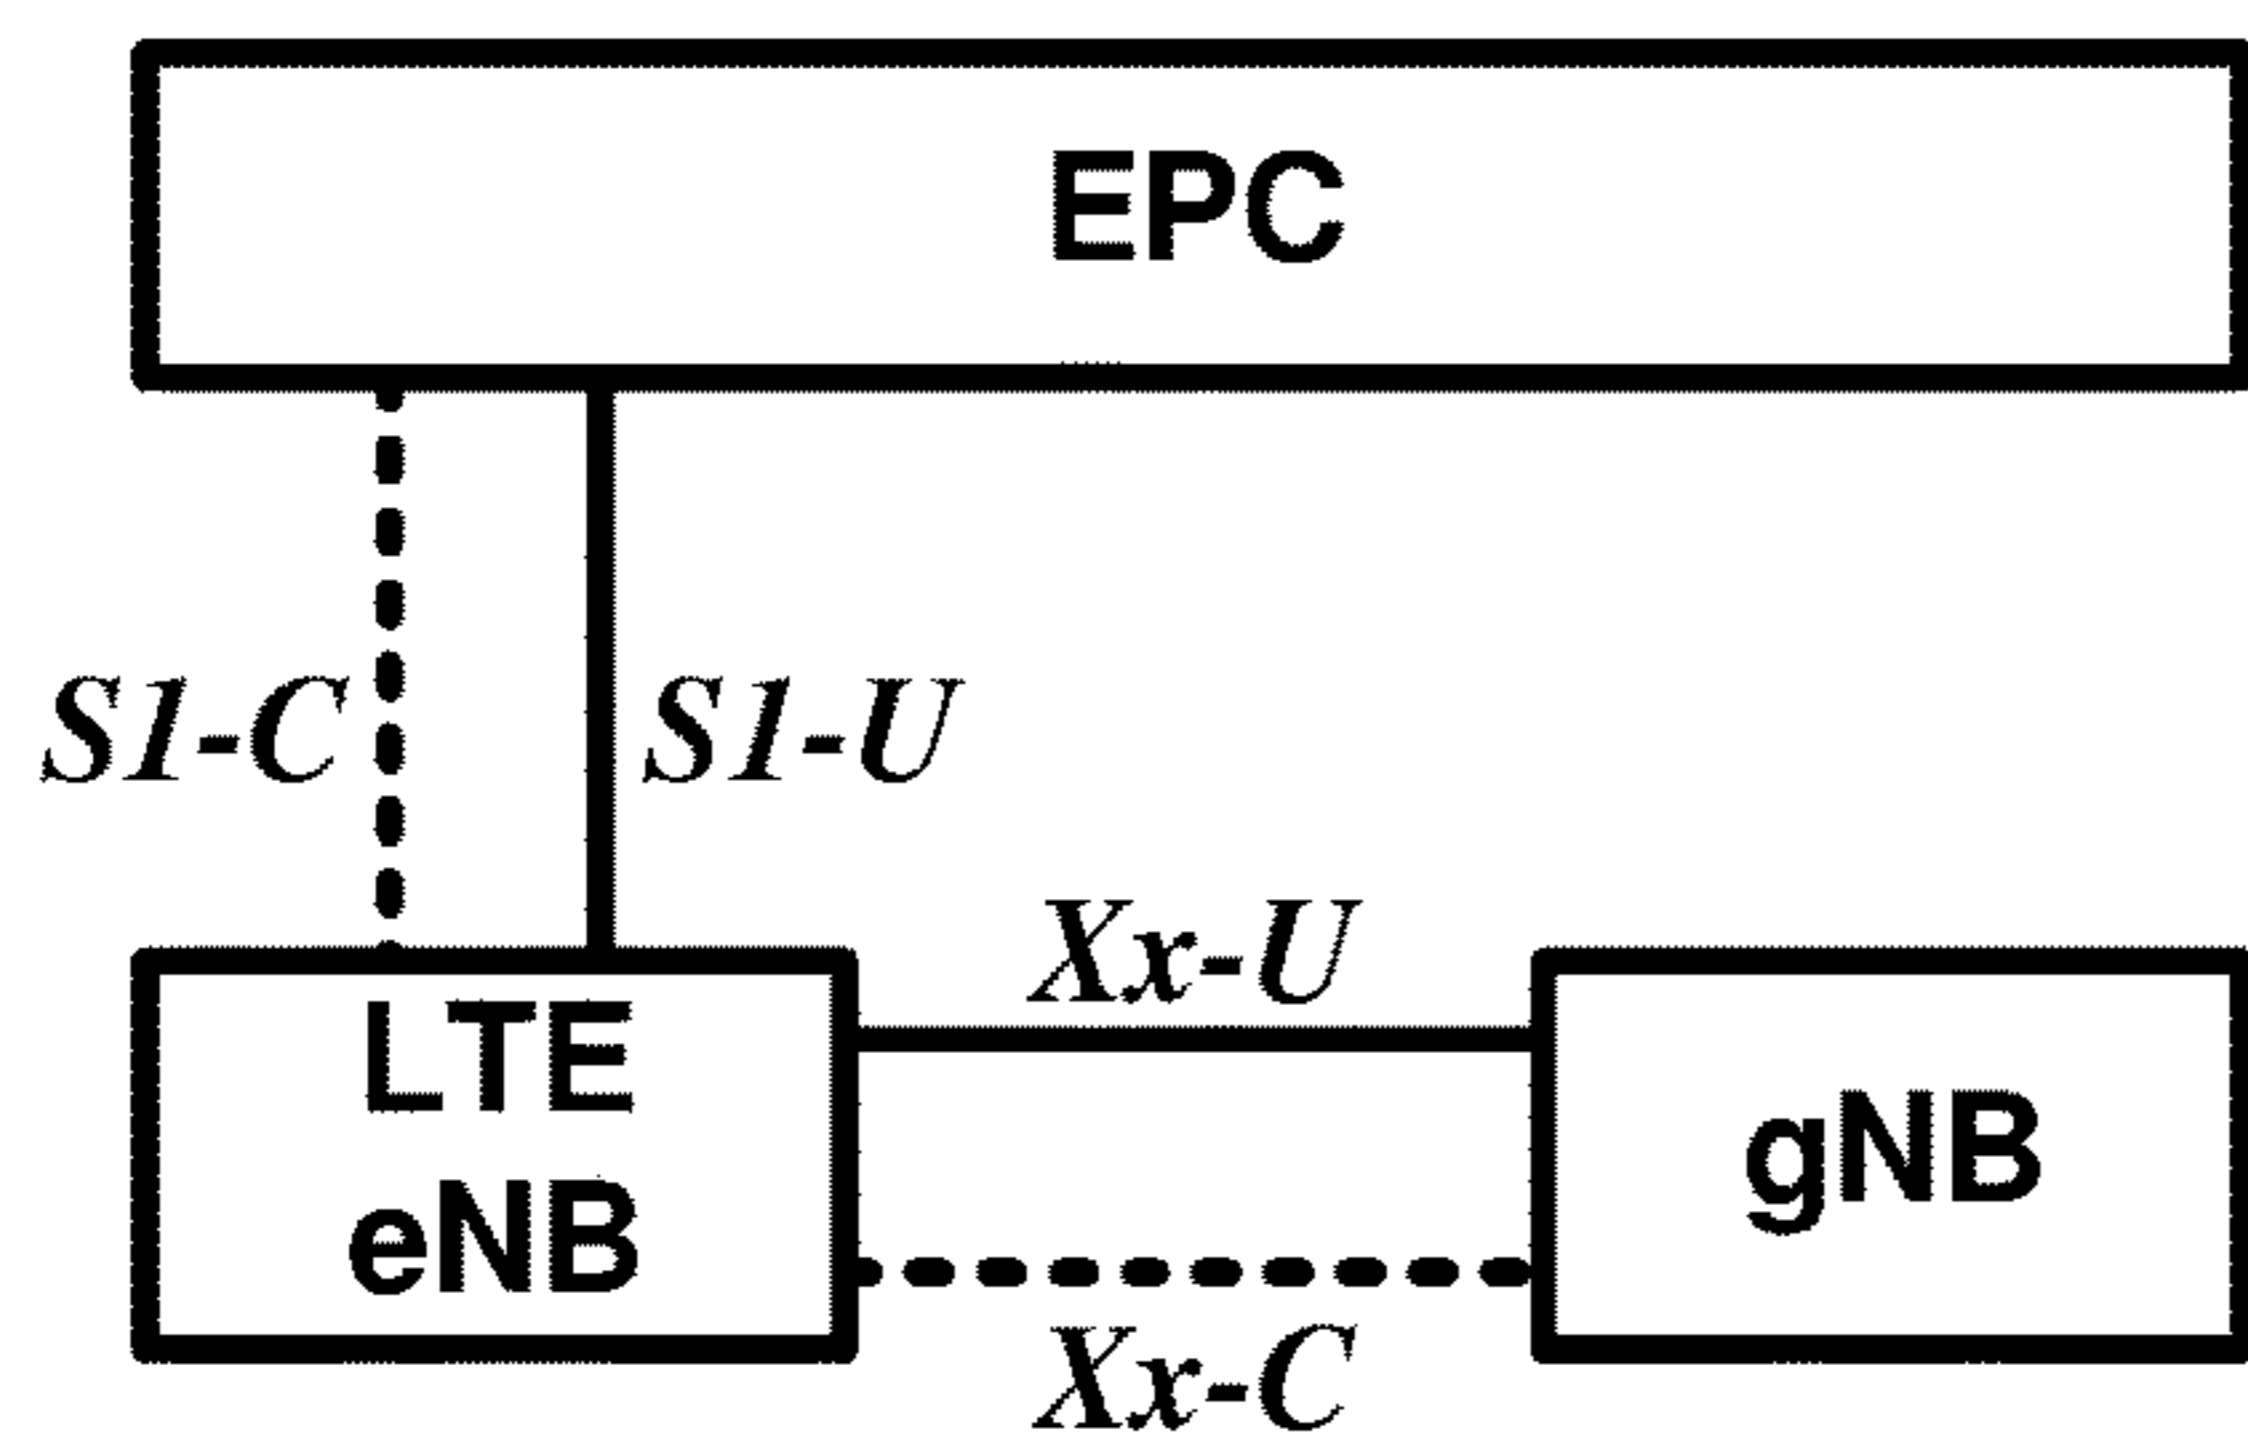 EPC
S1-C
S1-U
Xx-U
LTE
eNB
gNB
Xx-C